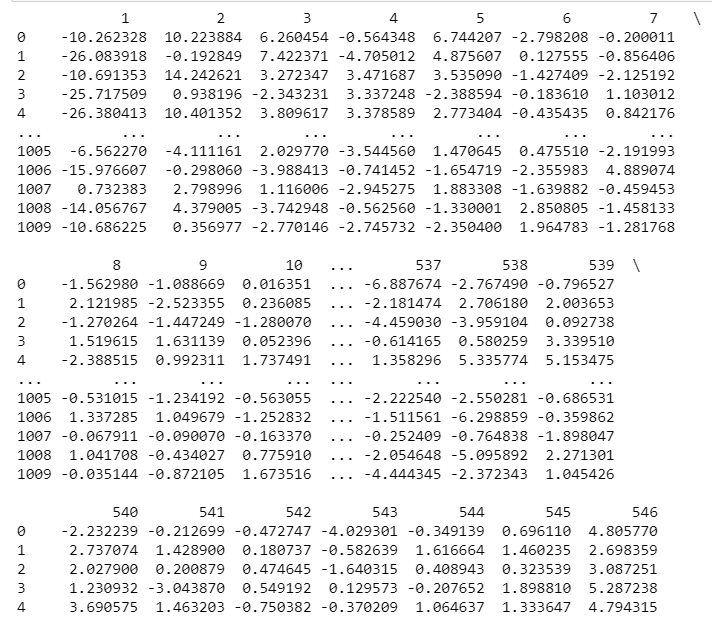 1 2 3 4 5 6 7 \
0 -10.262328 10.223884 6.260454 -0.564348 6.744207 -2.798208 -0.200011
1 -26.083918 -0.192849 7.422371 -4.705012 4.875607 0.127555 -0.856406
2 -10.691353 14.242621 3.272347 3.471687 3.535090 -1.427409 -2.125192
3 -25.717509 0.938196 -2.343231 3.337248 -2.388594 -0.183610 1.103012
4 -26.380413 10.401352 3.809617 3.378589 2.773404 -0.435435 0.842176
... ... ... ... ... ... ... ...
1005 -6.562270 -4.111161 2.029770 -3.544560 1.470645 0.475510 -2.191993
1006 -15.976607 -0.298060 -3.988413 -0.741452 -1.654719 -2.355983 4.889074
1007 0.732383 2.798996 1.116006 -2.945275 1.883308 -1.639882 -0.459453
1008 -14.056767 4.379005 -3.742948 -0.562560 -1.330001 2.850805 -1.458133
1009 -10.686225 0.356977 -2.770146 -2.745732 -2.350400 1.964783 -1.281768
8 9 10 ... 537 538 539 \
0 -1.562980 -1.088669 0.016351 ... -6.887674 -2.767490 -0.796527
1 2.121985 -2.523355 0.236085 ... -2.181474 2.706180 2.003653
2 -1.270264 -1.447249 -1.280070 ... -4.459030 -3.959104 0.092738
3 1.519615 1.631139 0.052396 ... -0.614165 0.580259 3.339510
4 -2.388515 0.992311 1.737491 ... 1.358296 5.335774 5.153475
... ... ... ... ... ... ... ...
1005 -0.531015 -1.234192 -0.563055 ... -2.222540 -2.550281 -0.686531
1006 1.337285 1.049679 -1.252832 ... -1.511561 -6.298859 -0.359862
1007 -0.067911 -0.090070 -0.163370 ... -0.252409 -0.764838 -1.898047
1008 1.041708 -0.434027 0.775910 ... -2.054648 -5.095892 2.271301
1009 -0.035144 -0.872105 1.673516 ... -4.444345 -2.372343 1.045426
540 541 542 543 544 545 546
0 -2.232239 -0.212699 -0.472747 -4.029301 -0.349139 0.696110 4.805770
1 2.737074 1.428900 0.180737 -0.582639 1.616664 1.460235 2.698359
2 2.027900 0.200879 0.474645 -1.640315 0.408943 0.323539 3.087251
3 1.230932 -3.043870 0.549192 0.129573 -0.207652 1.898810 5.287238
4 3.690575 1.463203 -0.750382 -0.370209 1.064637 1.333647 4.794315